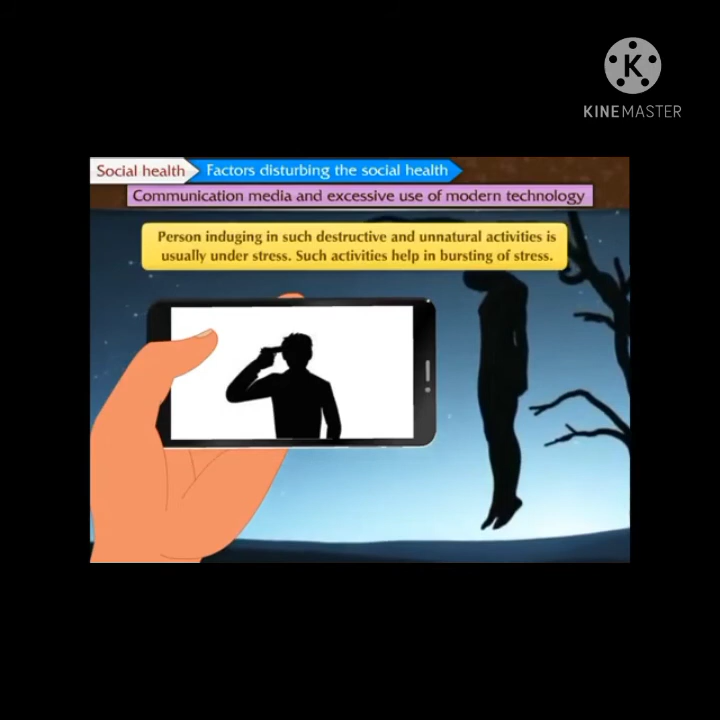 KINEMASTER
Social health
Factors disturbing the social health
Communication media and excessive use of modern technology
Person induging in such destructive and unnatural activities is
usually under stress. Such activities help in bursting of stress.